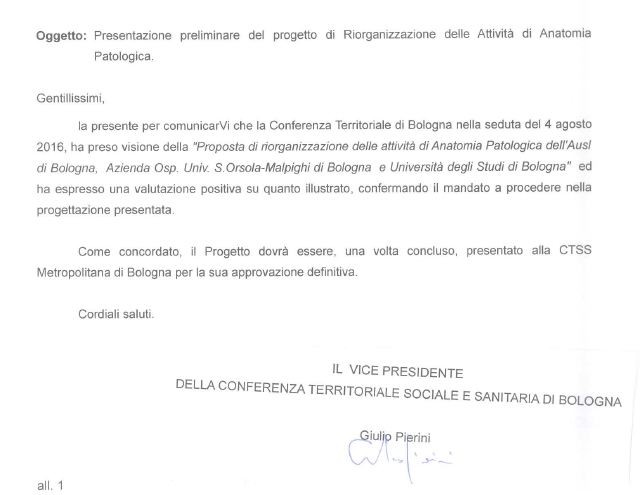 Oggetto: Presentazione preliminare del progetto di Riorganizzazione delle Attività di Anatomia
Patologica.
Gentillissimi,
la presente per comunicarVi che la Conferenza Territoriale di Bologna nella seduta del 4 agosto
2016, ha preso visione della "Proposta di riorganizzazione delle attività di Anatomia Patologica dell'Ausl
di Bologna, Azienda Osp. Univ. S.Orsola-Malpighi di Bologna e Università degli Studi di Bologna" ed
ha espresso una valutazione positiva su quanto illustrato, confermando il mandato a procedere nella
progettazione presentata.
Come concordato, il Progetto dovrà essere, una volta concluso, presentato alla CTSS
Metropolitana di Bologna per la sua approvazione definitiva.
Cordiali saluti.
IL VICE PRESIDENTE
DELLA CONFERENZA TERRITORIALE SOCIALE E SANITARIA DI BOLOGNA
Giulio Pierini
all. 1